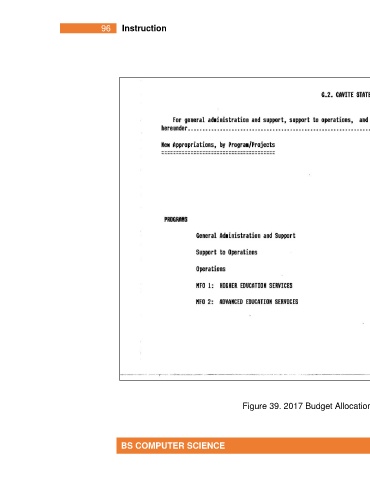 96 Instruction
G.2. CAVITE STATE
For general administration and support, support to operations, and
hereunder................................................................
New Appropriations, by Program/Projects
======================================
PROGRAMS
General Administration and Support
Support to Operations
Operations
MFO 1: HIGHER EDUCATION SERVICES
MFO 2: ADVANCED EDUCATION SERVICES
Figure 39. 2017 Budget Allocation
BS COMPUTER SCIENCE